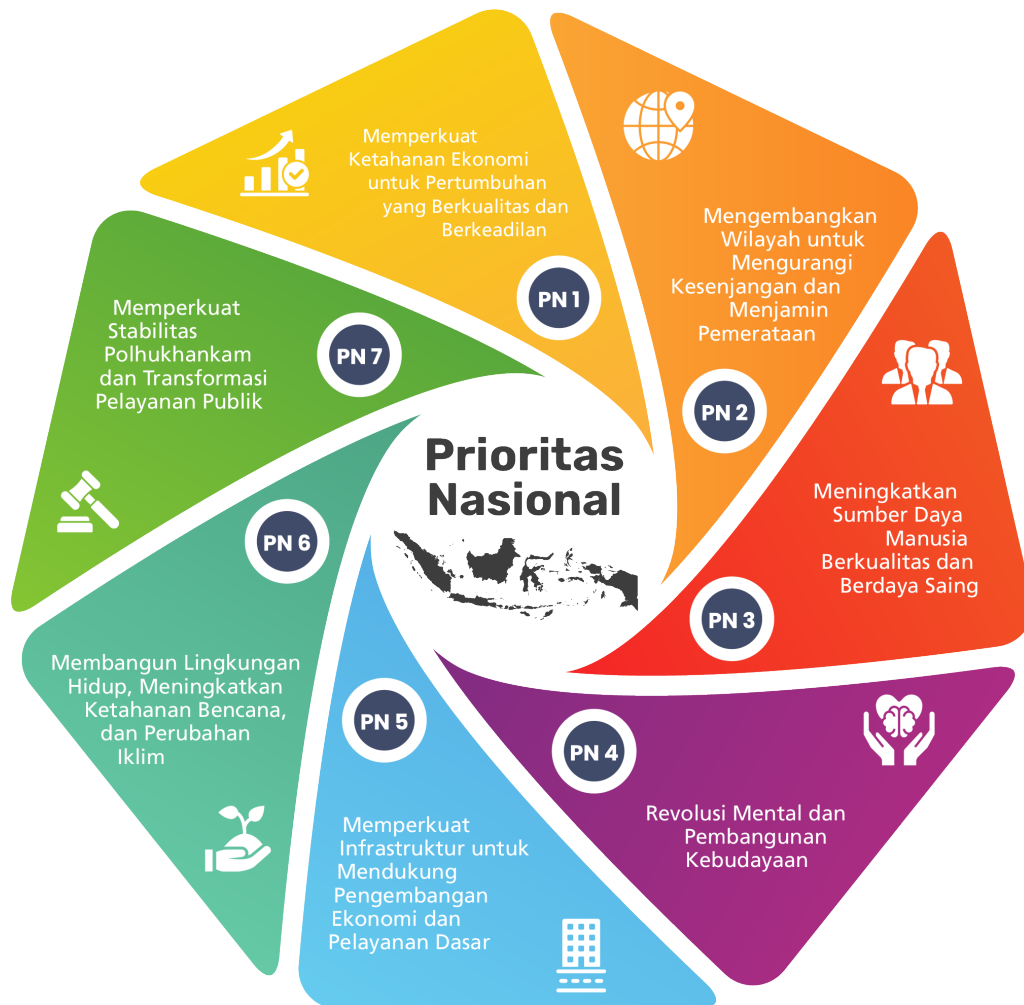 Prioritas
Nasional
Memperkuat
Ketahanan Ekonomi
untuk Pertumbuhan
yang Berkualitas dan
Berkeadilan
PN 1
Mengembangkan
Wilayah untuk
Mengurangi
Kesenjangan dan
Menjamin
Pemerataan
PN 2
Meningkatkan
Sumber Daya
Manusia
Berkualitas dan
Berdaya Saing
PN 3
PN 4
Revolusi Mental dan
Pembangunan
Kebudayaan
PN 5
Memperkuat
Infrastruktur untuk
Mendukung
Pengembangan
Ekonomi dan
Pelayanan Dasar
PN 6
Membangun Lingkungan
Hidup, Meningkatkan
Ketahanan Bencana,
dan Perubahan
Iklim
PN 7
Memperkuat
Stabilitas
Polhukhankam
dan Transformasi
Pelayanan Publik